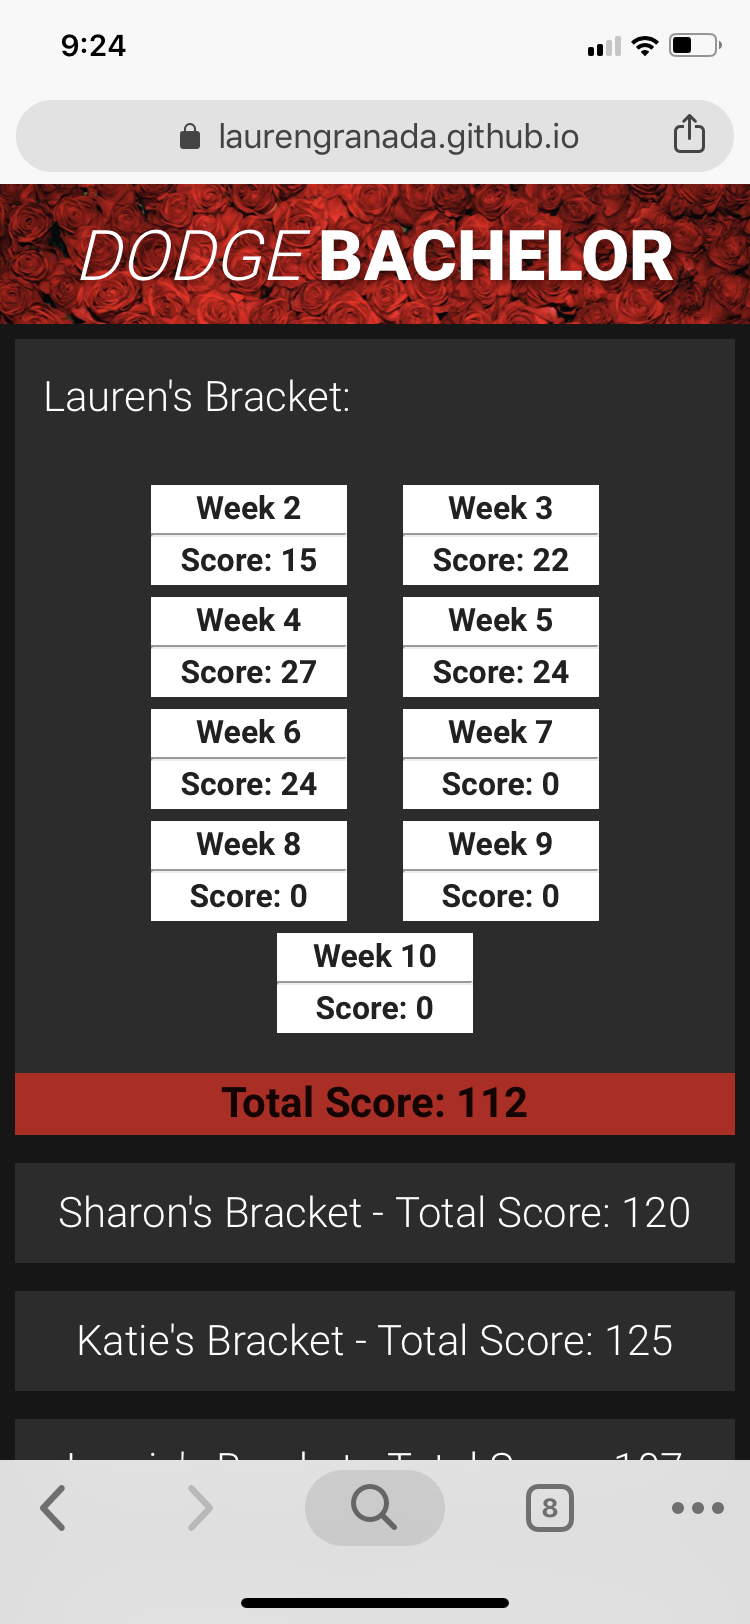 9:24
laurengranada.github.io
DODGE BACHELOR
Lauren's Bracket:
Week 2
Score: 15
Week 3
Score: 22
Week 4
Score: 27
Week 5
Score: 24
Week 6
Score: 24
Week 7
Score: 0
Week 8
Score: 0
Week 9
Score: 0
Week 10
Score: 0
Total Score: 112
Sharon's Bracket - Total Score: 120
Katie's Bracket - Total Score: 125
8